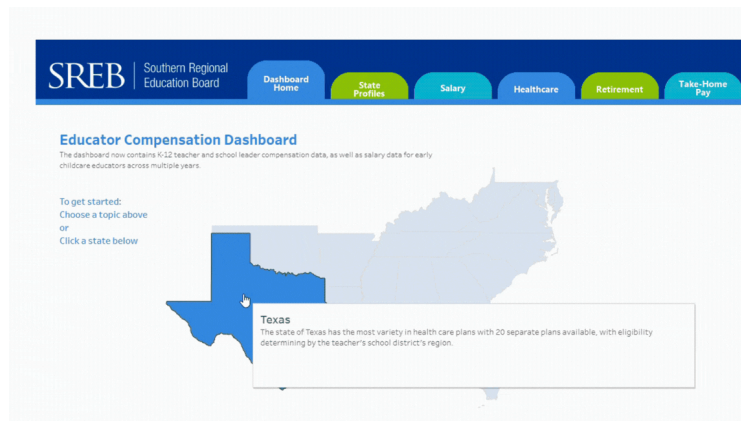 SREB
Southern Regional
Education Board
Dashboard
Home
State
Profiles
Salary
Healthcare
Retirement
Take-Home
Pay
Educator Compensation Dashboard
The dashboard now contains K-12 teacher and school leader compensation data, as well as salary data for early
childcare educators across multiple years.
To get started:
Choose a topic above
or
Click a state below
Texas
The state of Texas has the most variety in health care plans with 20 separate plans available, with eligibility
determining by the teacher's school district's region.